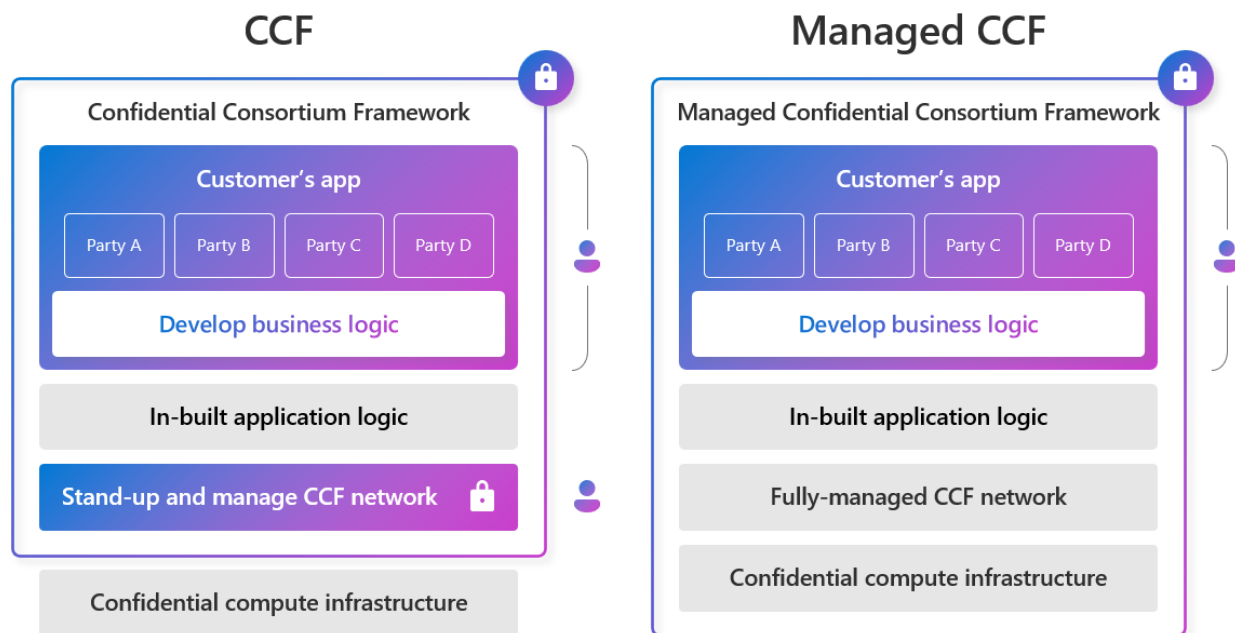 CCF
Confidential Consortium Framework
Customer's app
Party A
Party B
Party C
Party D
Develop business logic
In-built application logic
Stand-up and manage CCF network
Confidential compute infrastructure
Managed CCF
Managed Confidential Consortium Framework
Customer's app
Party A
Party B
Party C
Party D
Develop business logic
In-built application logic
Fully-managed CCF network
Confidential compute infrastructure